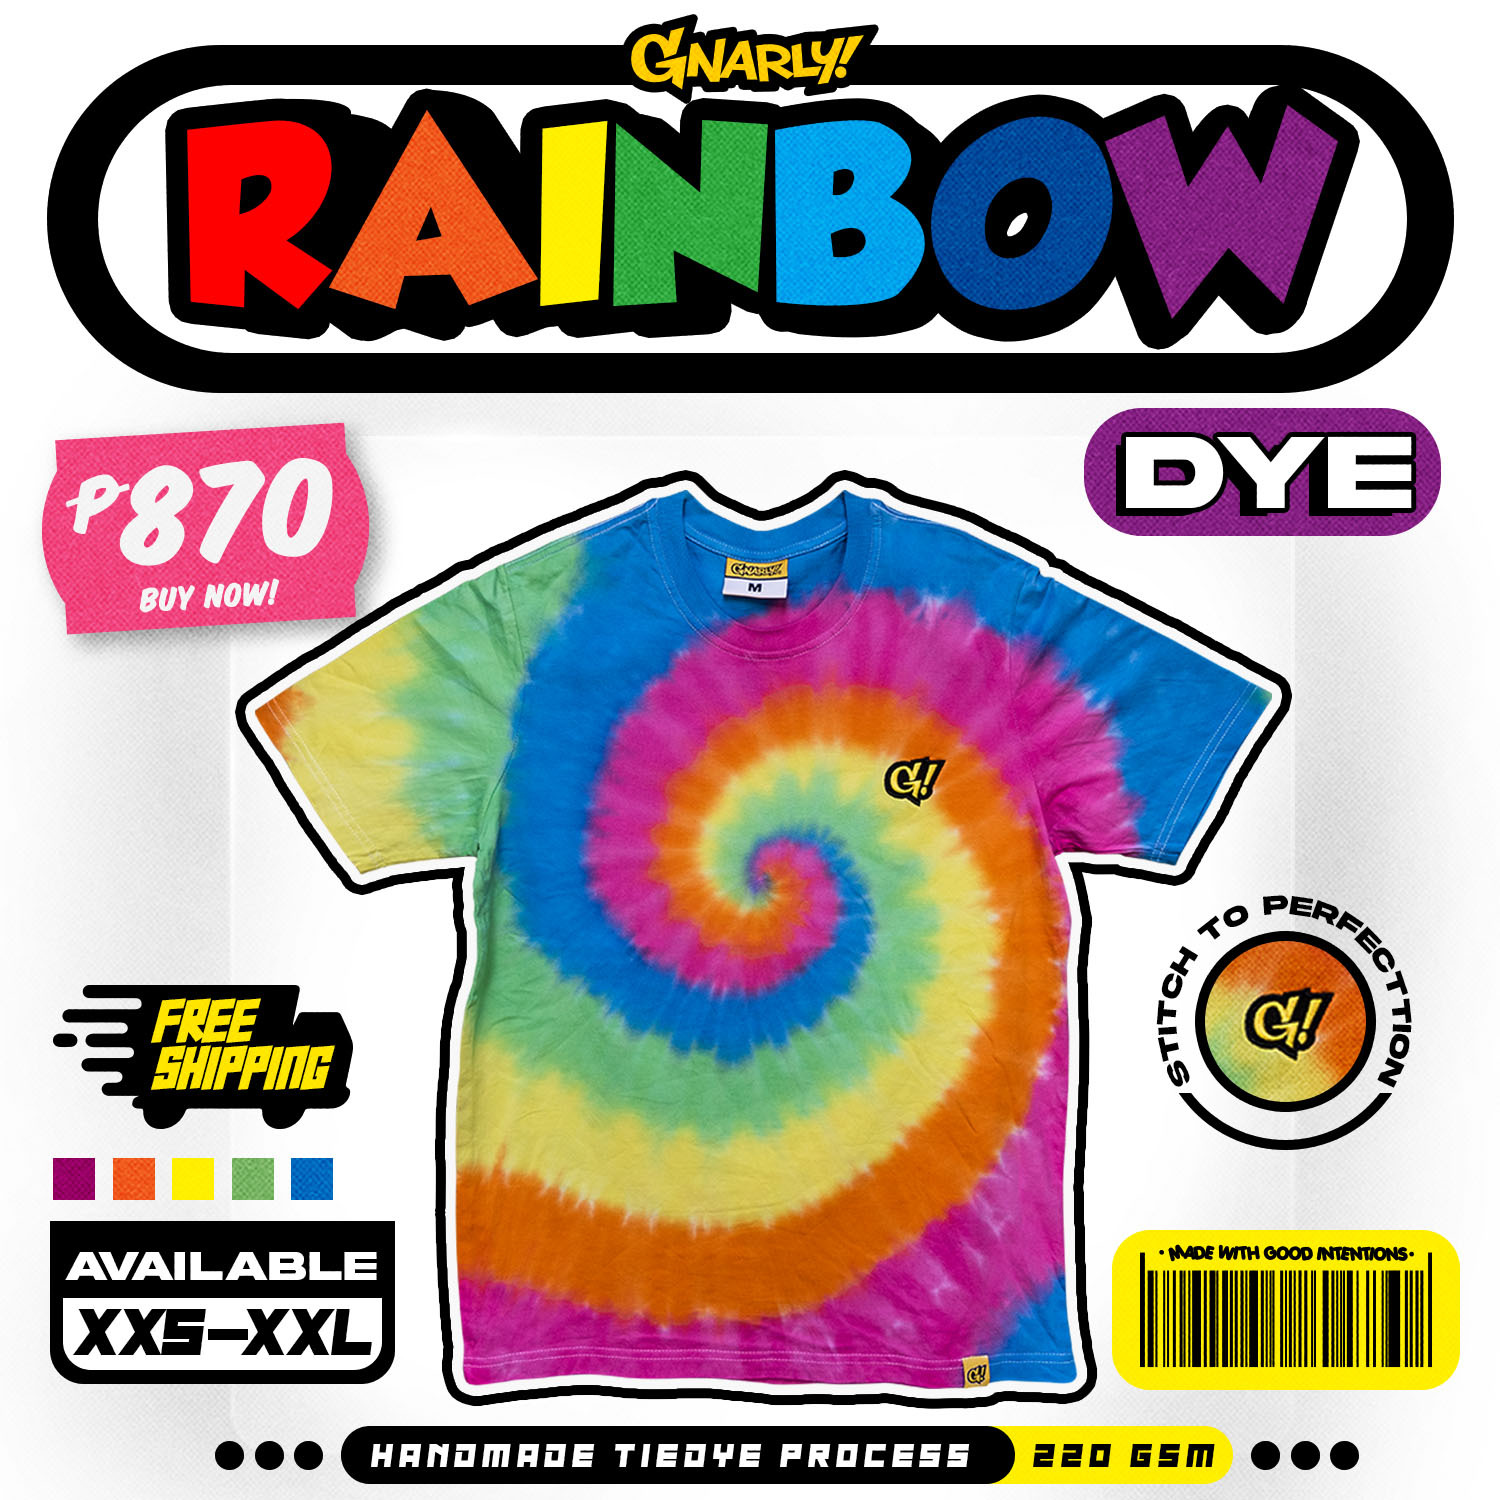 GNARLY!
RAINBOW
DYE
₱870
BUY NOW!
GNARLY!
M
G!
STITCH TO PERFECTTION
G!
FREE
SHIPPING
AVAILABLE
XXS-XXL
• MADE WITH GOOD INTENTIONS •
G!
HANDMADE TIEDYE PROCESS 220 GSM